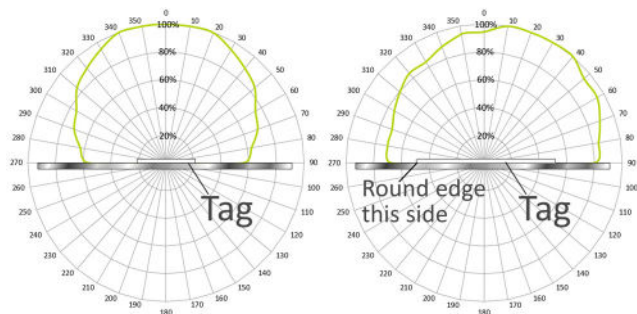 0
350 100% 10
340 20
330 80% 30
320 40
310 60% 50
300 60
290 40% 70
280 20% 80
270 90
260 Tag 100
250 110
240 120
230 130
220 140
210 150
200 160
190 170
180
0
350 100% 10
340 20
330 80% 30
320 40
310 60% 50
300 60
290 40% 70
280 20% 80
270 90
Round edge
this side
Tag
260 100
250 110
240 120
230 130
220 140
210 150
200 160
190 170
180